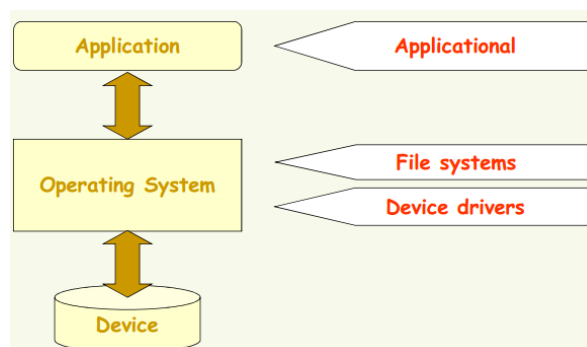 Application
Applicational
Operating System
File systems
Device drivers
Device